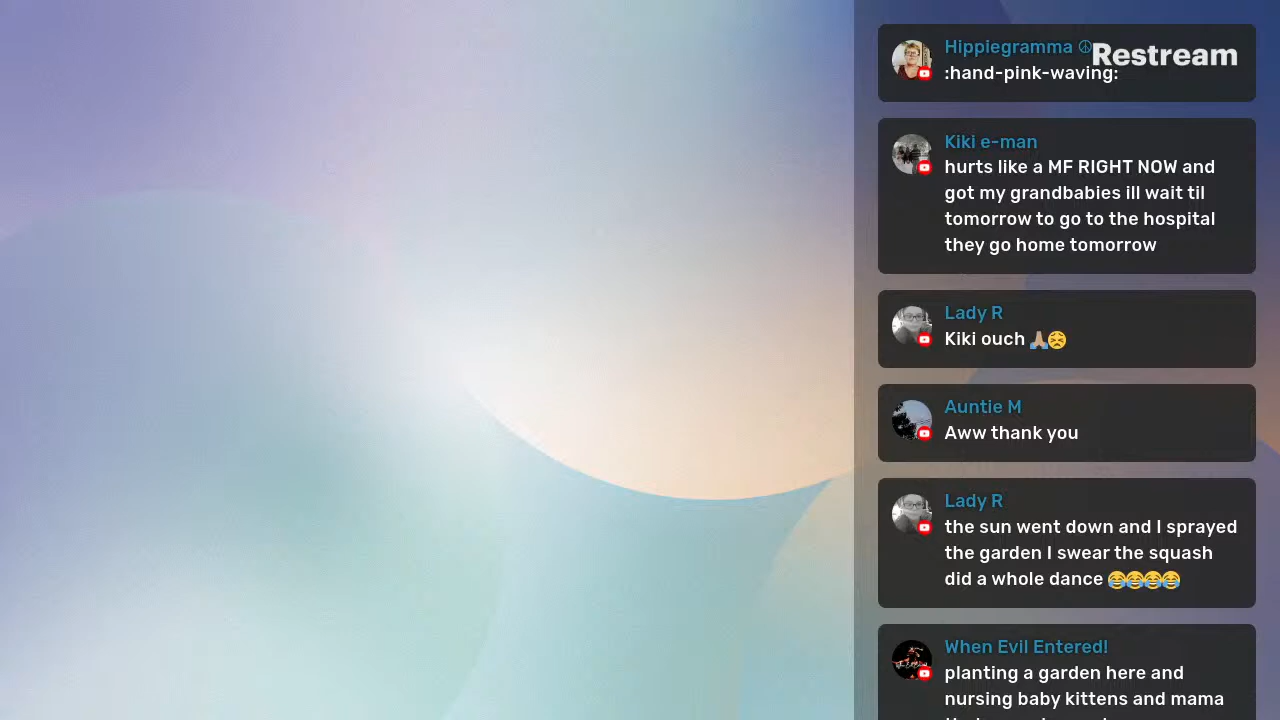 Hippiegramma ☮
Restream
:hand-pink-waving:
Kiki e-man
hurts like a MF RIGHT NOW and
got my grandbabies ill wait til
tomorrow to go to the hospital
they go home tomorrow
Lady R
Kiki ouch 🙏🏽😣
Auntie M
Aww thank you
Lady R
the sun went down and I sprayed
the garden I swear the squash
did a whole dance 😂😂😂😂
When Evil Entered!
planting a garden here and
nursing baby kittens and mama